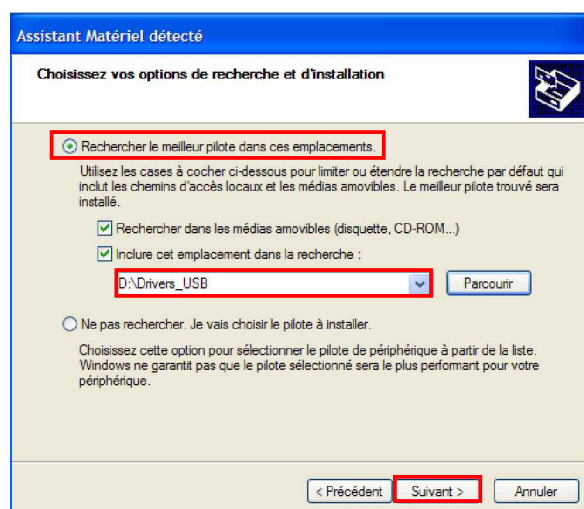 Assistant Matériel détecté
Choisissez vos options de recherche et d'installation
Rechercher le meilleur pilote dans ces emplacements.
Utilisez les cases à cocher ci-dessous pour limiter ou étendre la recherche par défaut qui
inclut les chemins d'accès locaux et les médias amovibles. Le meilleur pilote trouvé sera
installé.
Rechercher dans les médias amovibles (disquette, CD-ROM...)
Inclure cet emplacement dans la recherche :
D:\Drivers_USB
Parcourir
Ne pas rechercher. Je vais choisir le pilote à installer.
Choisissez cette option pour sélectionner le pilote de périphérique à partir de la liste.
Windows ne garantit pas que le pilote sélectionné sera le plus performant pour votre
périphérique.
< Précédent Suivant > Annuler